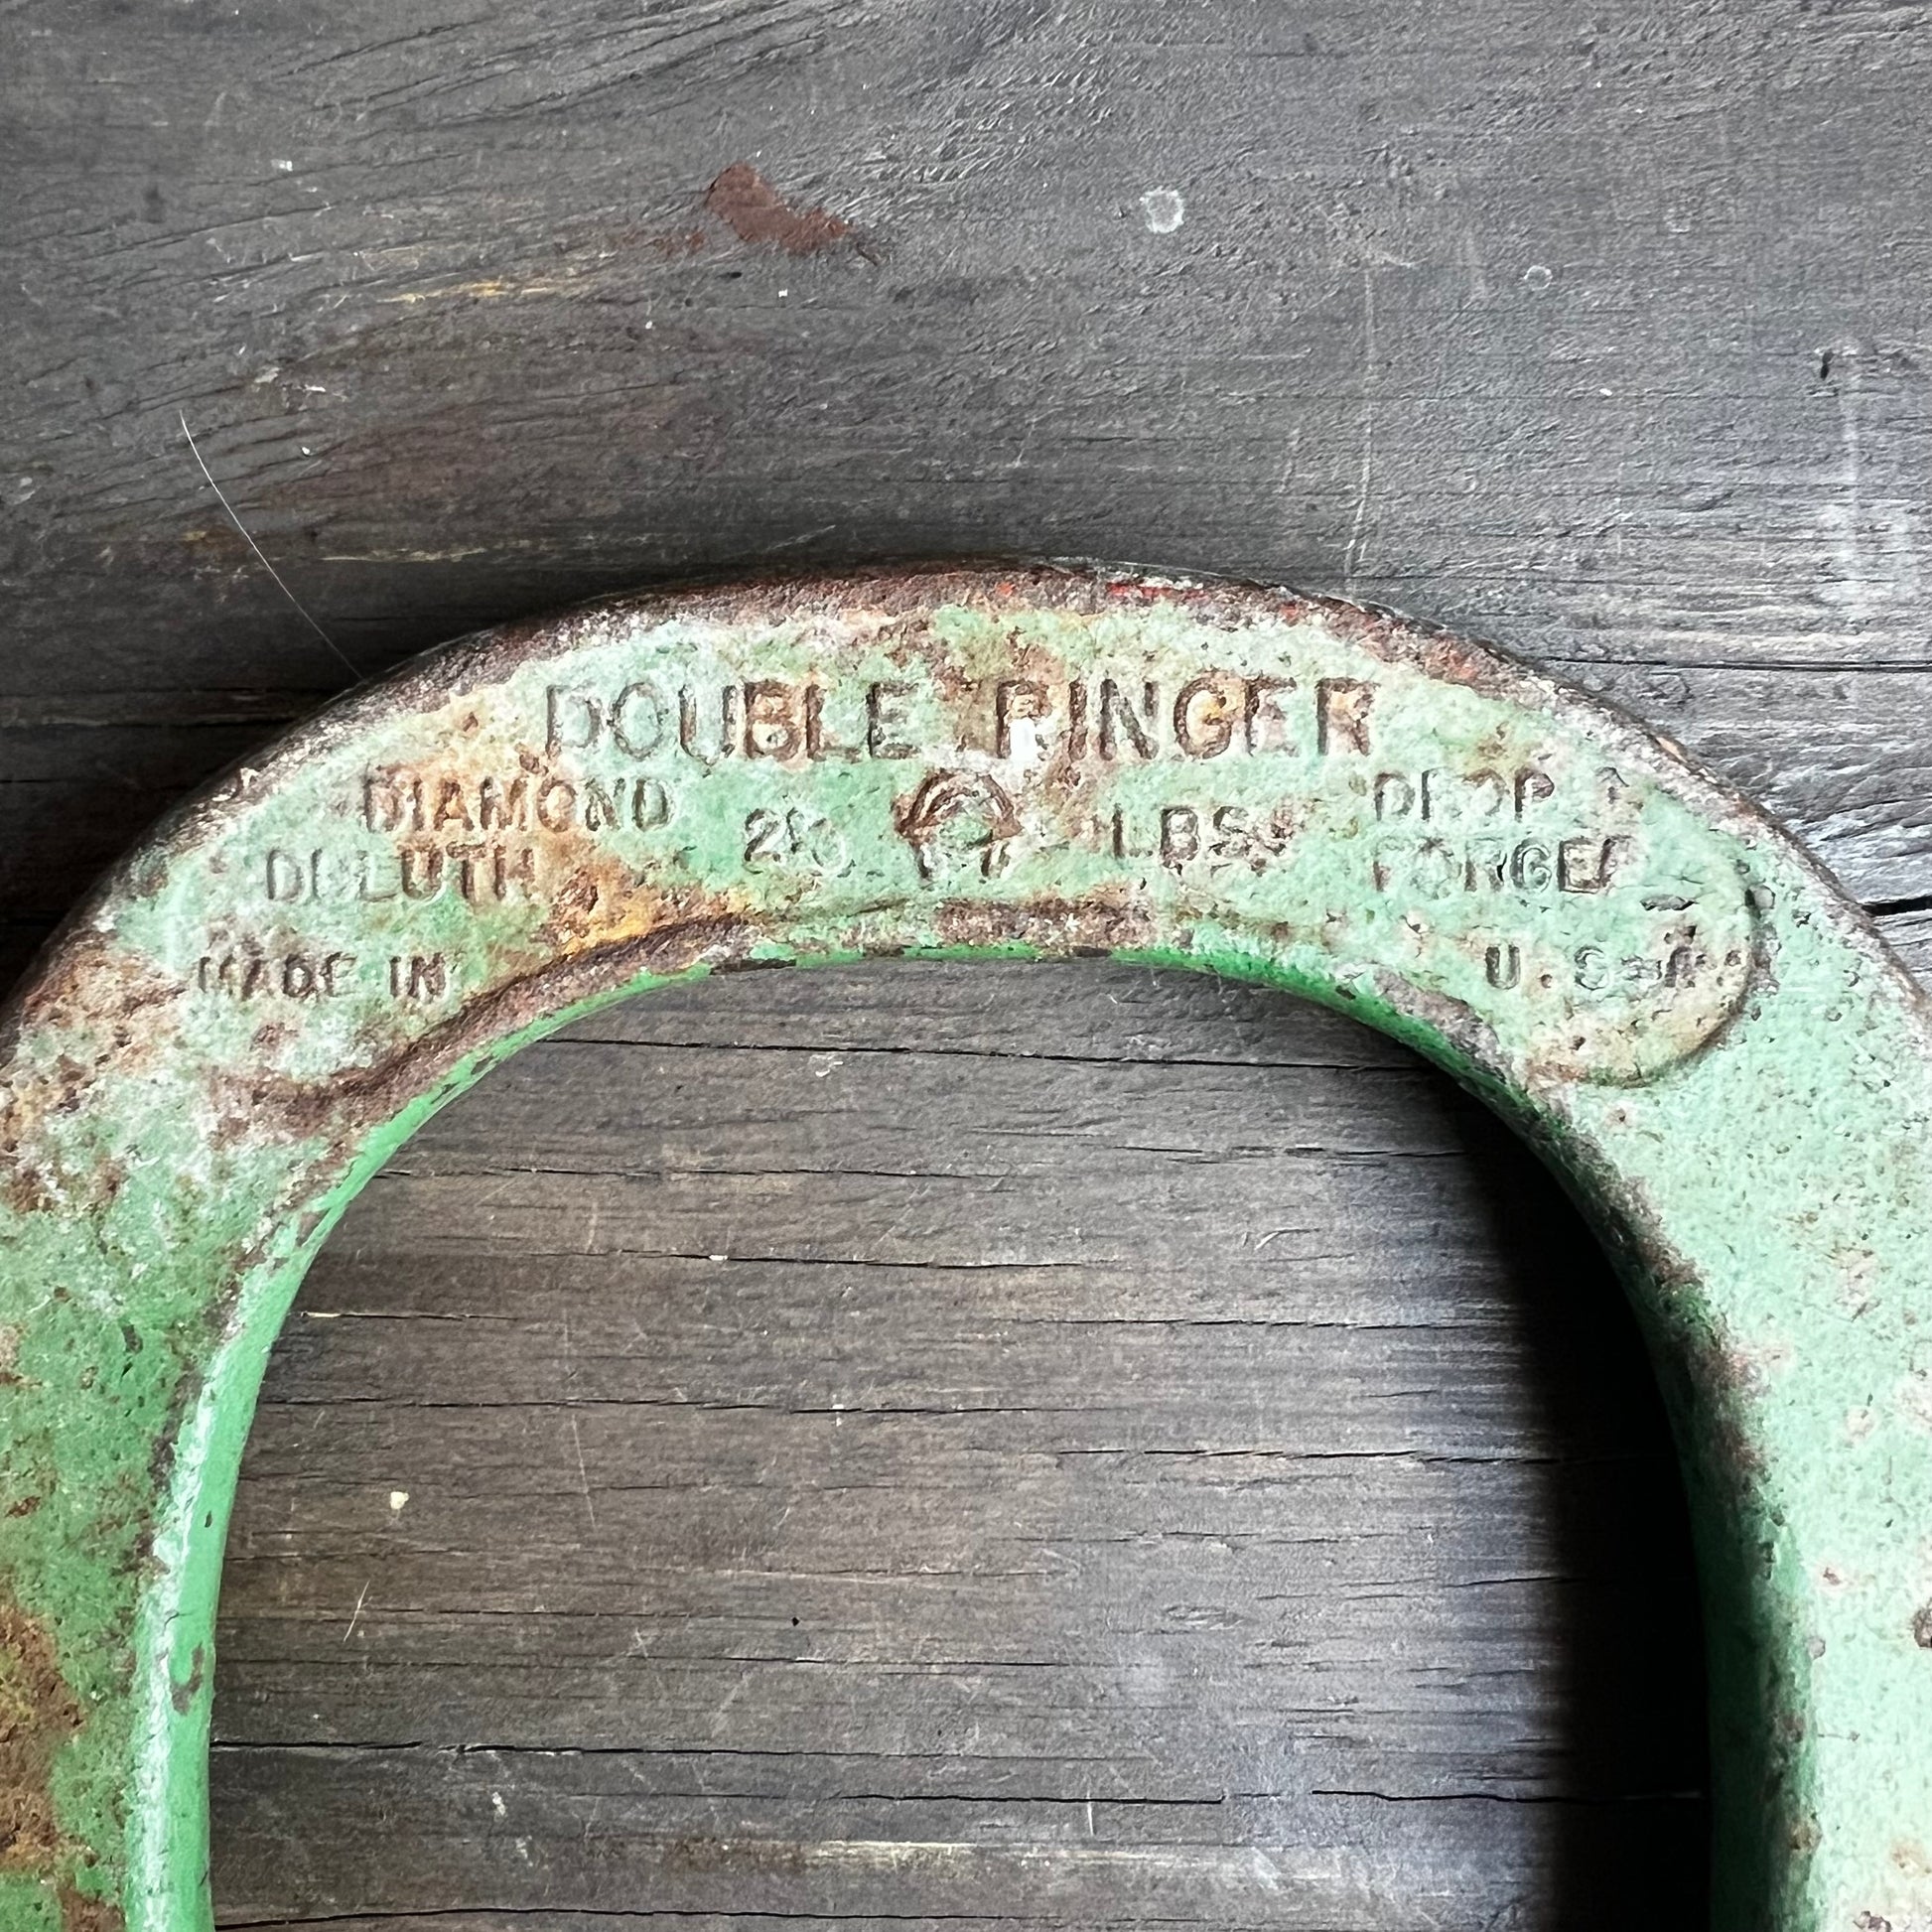 DOUBLE RINGER
DIAMOND LBS. DROP
DULUTH FORGED
MADE IN U.S.A.